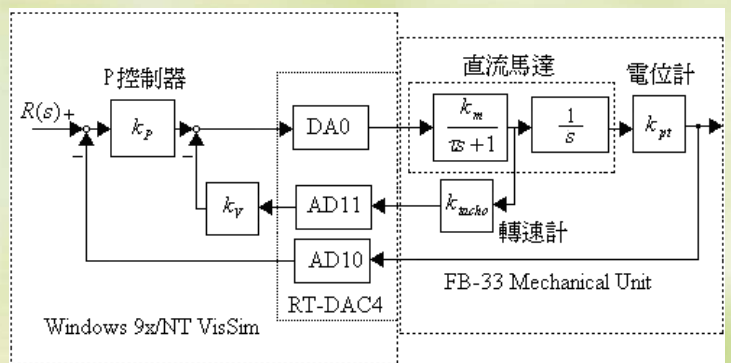 直流馬達
電位計
P控制器
R(s) +
−
k_P
−
DA0
k_m
τs+1
1
s
k_pt
k_V
AD11
k_tacho
轉速計
AD10
RT-DAC4
FB-33 Mechanical Unit
Windows 9x/NT VisSim